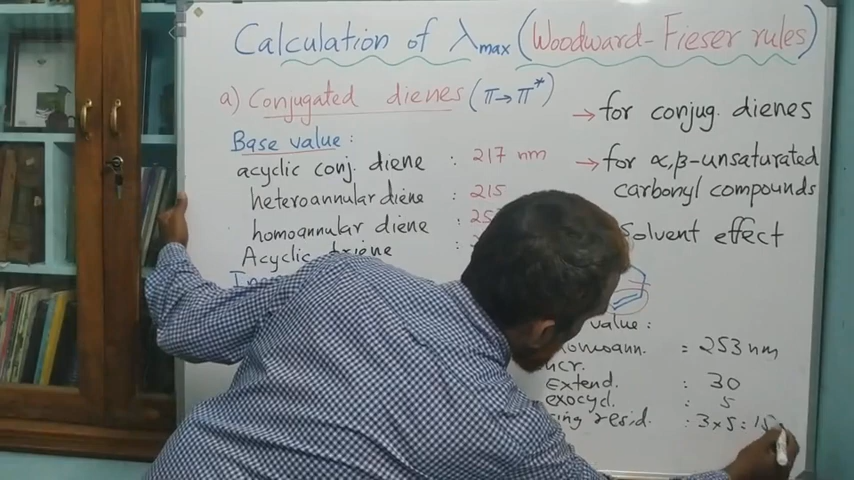 Calculation of λmax (Woodward-Fieser rules)
a) Conjugated dienes (π→π*)
Base value:
acyclic conj. diene : 217 nm
heteroannular diene : 215
homoannular diene : 25
Acyclic triene :
→ for conjug. dienes
→ for α,β-unsaturated
carbonyl compounds
Solvent effect
value:
homoann. = 253 nm
ncr.
Extend. : 30
exocycl. : 5
ring resid. : 3×5 = 15